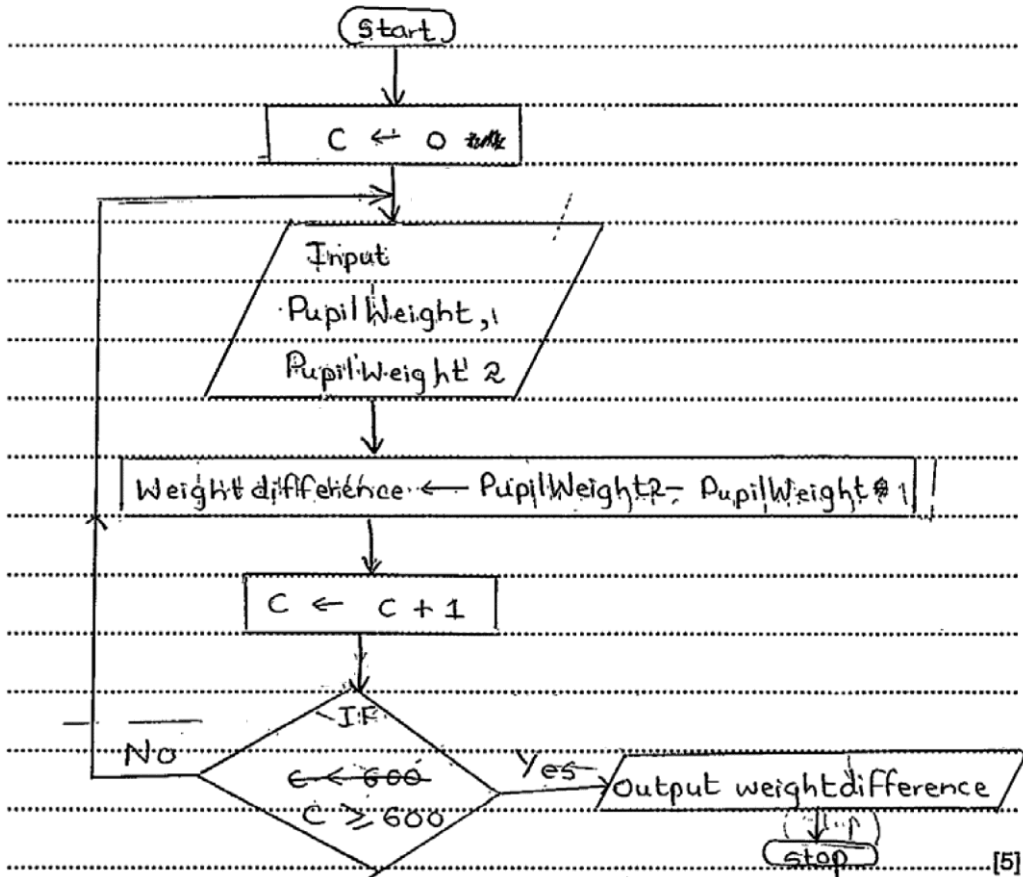 Start
C ← 0
Input
PupilWeight,1
PupilWeight 2
Weight difference ← PupilWeight2 - PupilWeight 1
C ← C + 1
IF
C < 600
C ≥ 600
No
Yes
Output weightdifference
stop
[5]